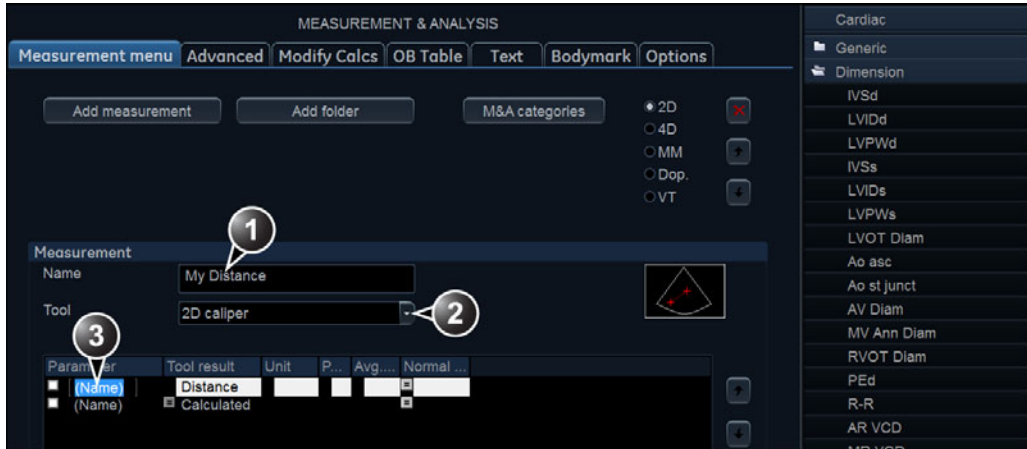 MEASUREMENT & ANALYSIS
Measurement menu Advanced Modify Calcs OB Table Text Bodymark Options
Add measurement Add folder M&A categories
2D
4D
MM
Dop.
VT
1
Measurement
Name My Distance
Tool 2D caliper
2
3
Parameter Tool result Unit P... Avg.... Normal ...
(Name) Distance
(Name) Calculated
Cardiac
Generic
Dimension
IVSd
LVIDd
LVPWd
IVSs
LVIDs
LVPWs
LVOT Diam
Ao asc
Ao st junct
AV Diam
MV Ann Diam
RVOT Diam
PEd
R-R
AR VCD